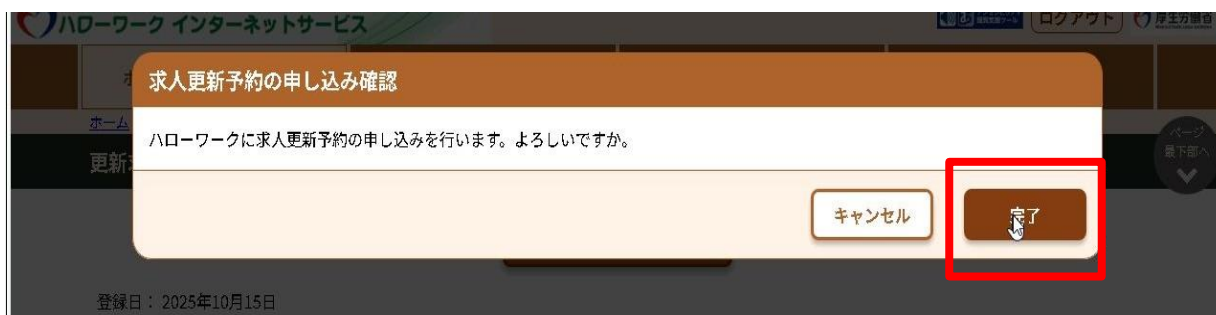 ハローワーク インターネットサービス
ログアウト
厚生労働省
求人更新予約の申し込み確認
ホーム
ハローワークに求人更新予約の申し込みを行います。よろしいですか。
ページ
最下部へ
更新
キャンセル
完了
登録日：2025年10月15日